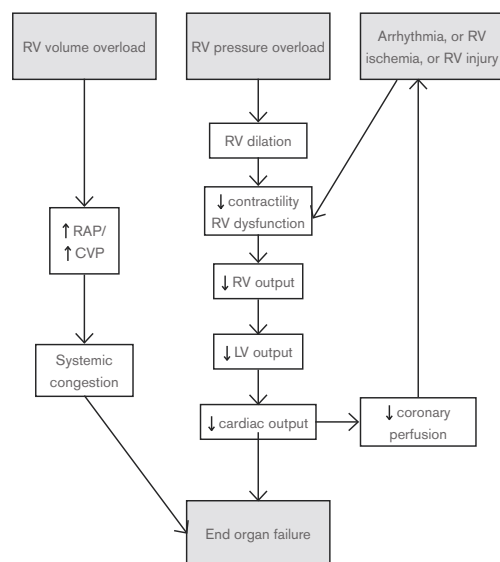 RV volume overload
RV pressure overload
Arrhythmia, or RV
ischemia, or RV injury
RV dilation
↓ contractility
RV dysfunction
↑ RAP/
↑ CVP
↓ RV output
↓ LV output
Systemic
congestion
↓ cardiac output
↓ coronary
perfusion
End organ failure